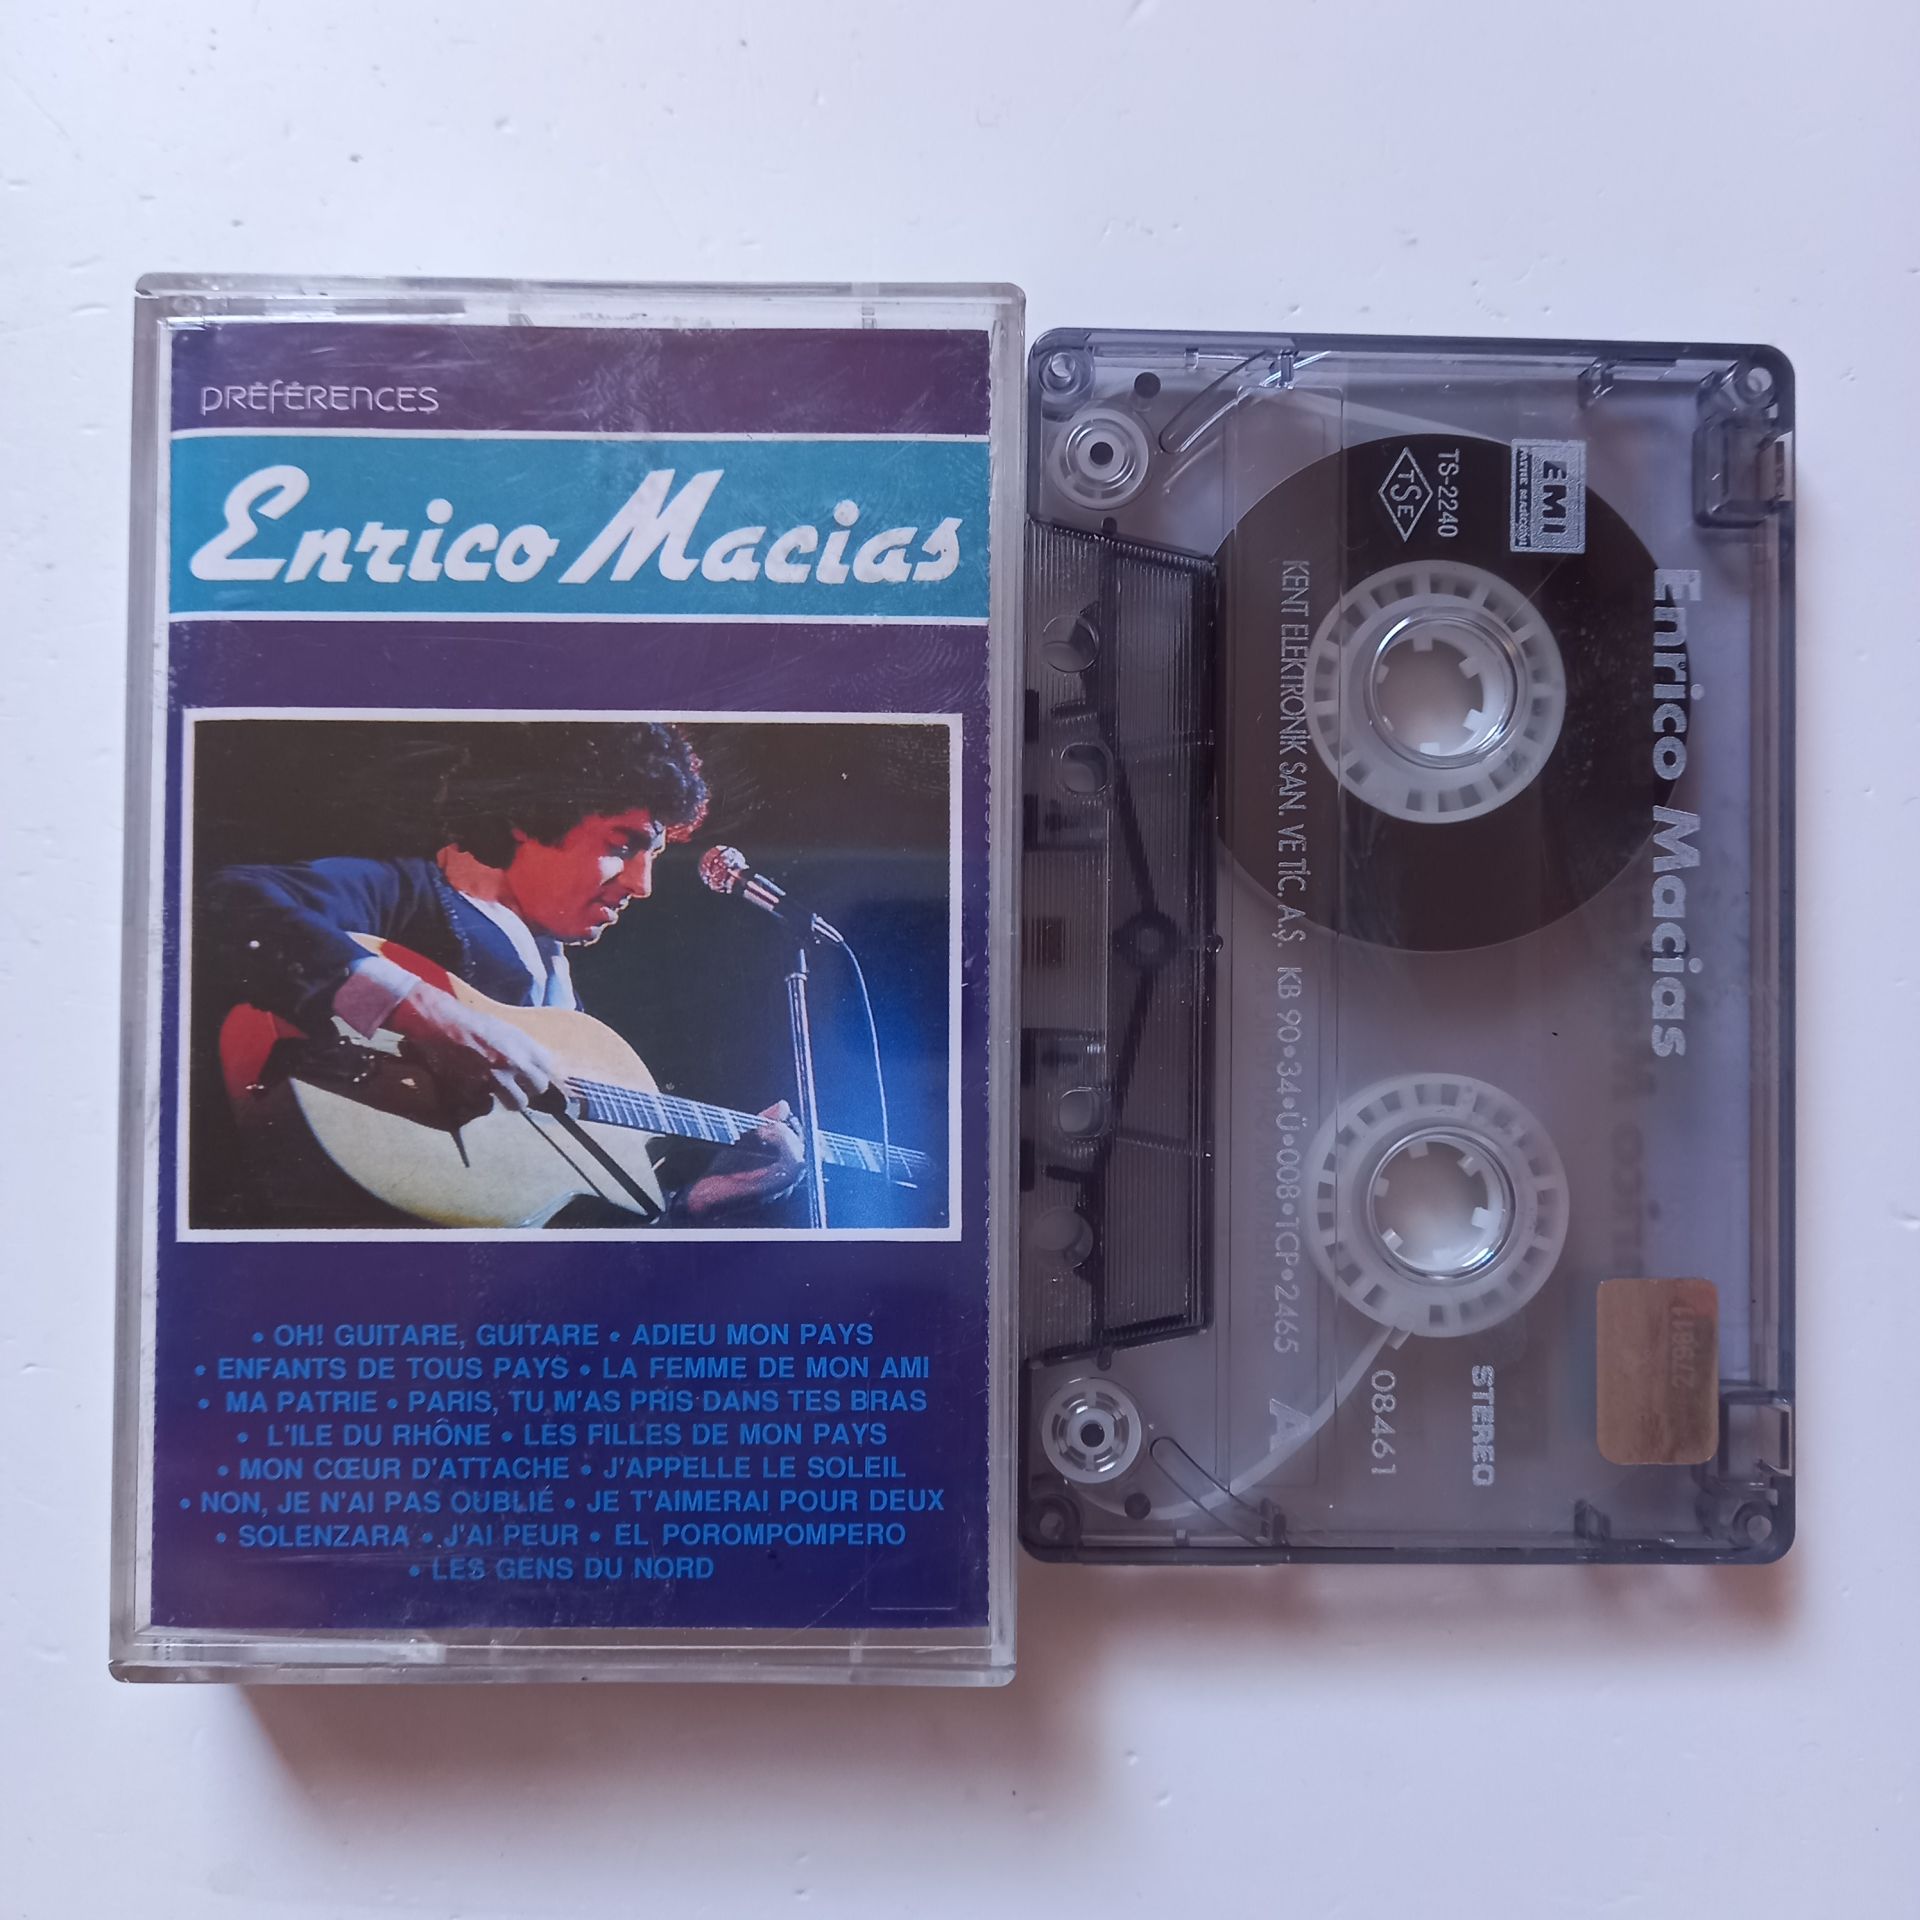 PRÉFÉRENCES
Enrico Macias
• OH! GUITARE, GUITARE • ADIEU MON PAYS
• ENFANTS DE TOUS PAYS • LA FEMME DE MON AMI
• MA PATRIE • PARIS, TU M'AS PRIS DANS TES BRAS
• L'ILE DU RHÔNE • LES FILLES DE MON PAYS
• MON CŒUR D'ATTACHE • J'APPELLE LE SOLEIL
• NON, JE N'AI PAS OUBLIÉ • JE T'AIMERAI POUR DEUX
• SOLENZARA • J'AI PEUR • EL POROMPOMPERO
• LES GENS DU NORD
Enrico Macias
EMI
TS-2240
TSE
KENT ELEKTRONİK SAN. VE TİC. A.Ş. KB 90•34•Ü•008•TCP•2465
STEREO
08461
A